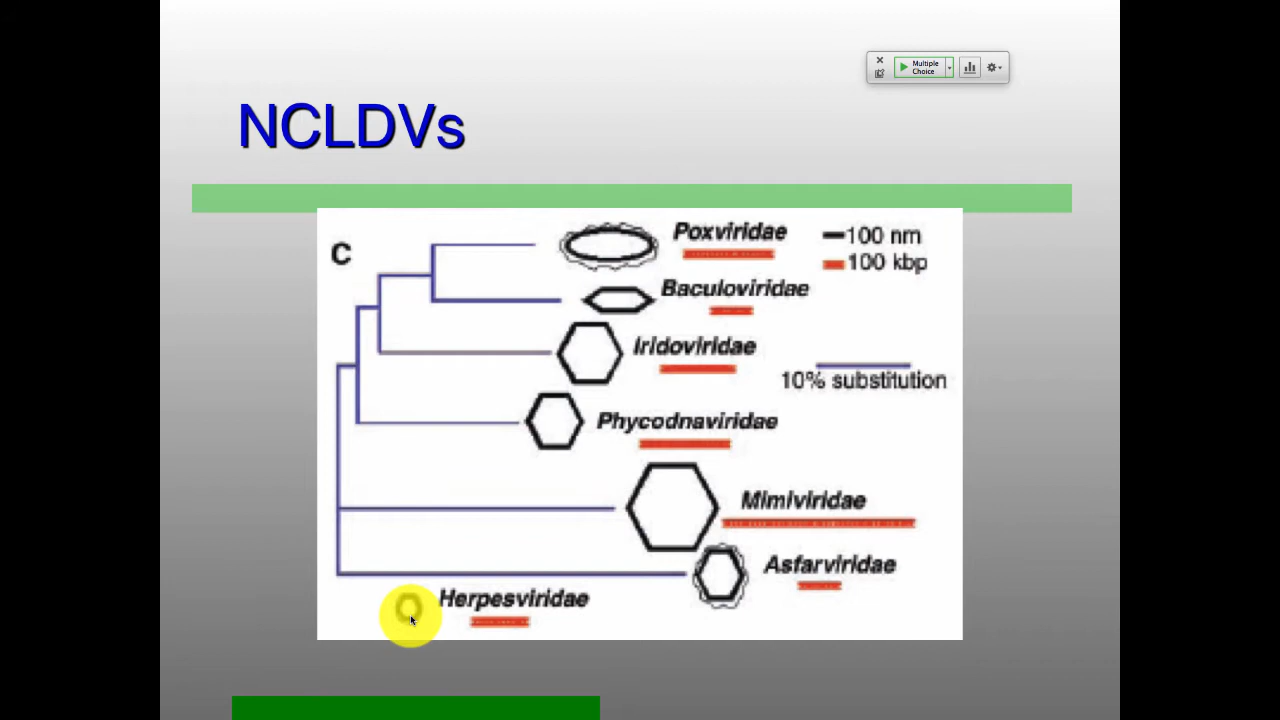 Multiple
Choice
NCLDVs
C
Poxviridae
100 nm
100 kbp
Baculoviridae
Iridoviridae
10% substitution
Phycodnaviridae
Mimiviridae
Asfarviridae
Herpesviridae